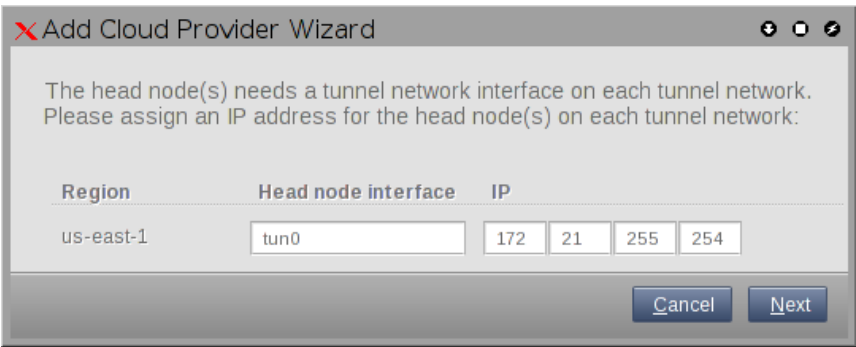 Add Cloud Provider Wizard
The head node(s) needs a tunnel network interface on each tunnel network.
Please assign an IP address for the head node(s) on each tunnel network:
Region Head node interface IP
us-east-1 tun0 172 21 255 254
Cancel Next